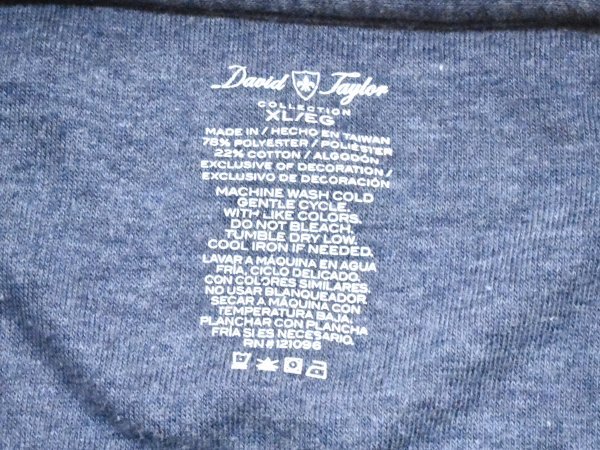 David Taylor
COLLECTION
XL/EG
MADE IN / HECHO EN TAIWAN
78% POLYESTER / POLIESTER
22% COTTON / ALGODÓN
EXCLUSIVE OF DECORATION /
EXCLUSIVO DE DECORACIÓN
MACHINE WASH COLD
GENTLE CYCLE.
WITH LIKE COLORS.
DO NOT BLEACH.
TUMBLE DRY LOW.
COOL IRON IF NEEDED.
LAVAR A MÁQUINA EN AGUA
FRÍA, CICLO DELICADO.
CON COLORES SIMILARES.
NO USAR BLANQUEADOR.
SECAR A MÁQUINA CON
TEMPERATURA BAJA.
PLANCHAR CON PLANCHA
FRÍA SI ES NECESARIO.
RN# 121096